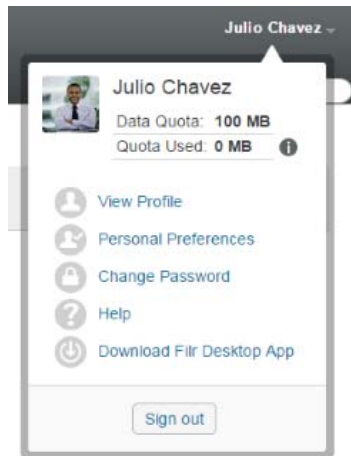 Julio Chavez
Julio Chavez
Data Quota: 100 MB
Quota Used: 0 MB
View Profile
Personal Preferences
Change Password
Help
Download Filr Desktop App
Sign out